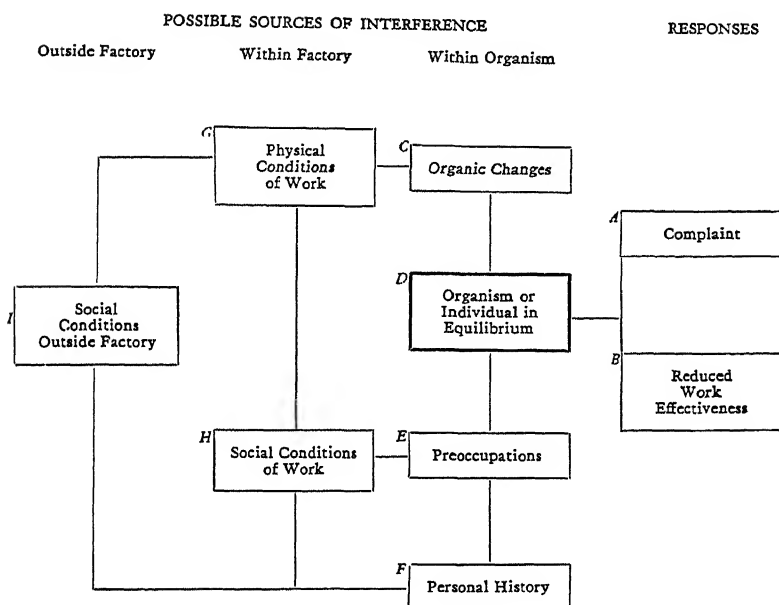 POSSIBLE SOURCES OF INTERFERENCE
RESPONSES
Outside Factory
Within Factory
Within Organism
G
Physical
Conditions
of Work
C
Organic Changes
A
Complaint
D
Organism or
Individual in
Equilibrium
I
Social
Conditions
Outside Factory
B
Reduced
Work
Effectiveness
H
Social Conditions
of Work
E
Preoccupations
F
Personal History